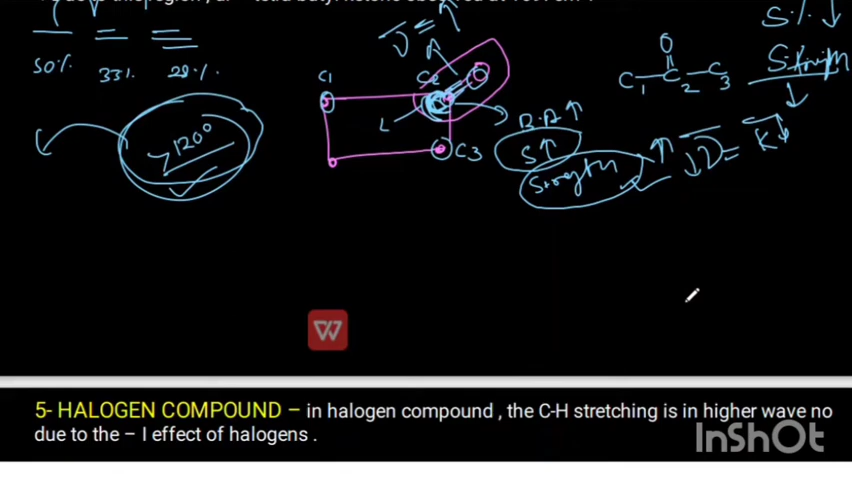 50% 33% 28%
120°
C1 C2 C3
B.A↑
S↑
Strength ↑
O
C1 C2 C3
S% ↓
Strength
5- HALOGEN COMPOUND – in halogen compound , the C-H stretching is in higher wave no
due to the – I effect of halogens .
InShOt